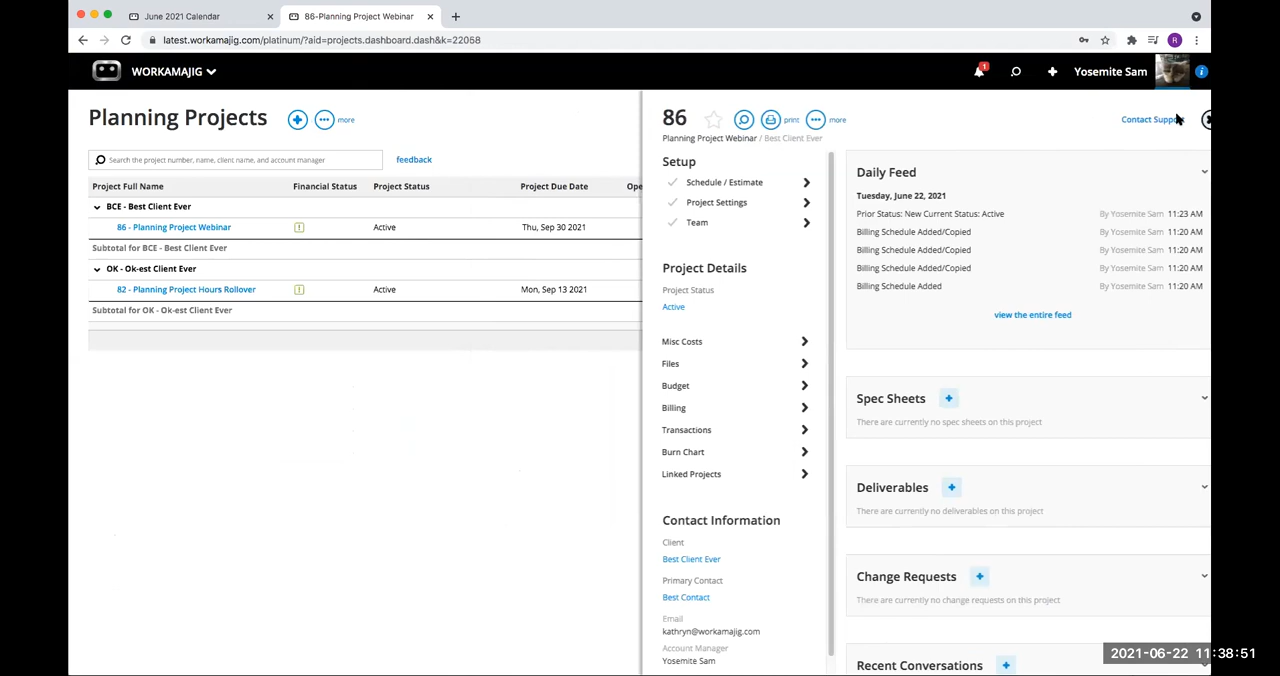 June 2021 Calendar
86-Planning Project Webinar
latest.workamajig.com/platinum/?aid=projects.dashboard.dash&k=22058
WORKAMAJIG
1
Yosemite Sam
Planning Projects
more
Search the project number, name, client name, and account manager
feedback
Project Full Name Financial Status Project Status Project Due Date Ope
BCE - Best Client Ever
86 - Planning Project Webinar Active Thu, Sep 30 2021
Subtotal for BCE - Best Client Ever
OK - Ok-est Client Ever
82 - Planning Project Hours Rollover Active Mon, Sep 13 2021
Subtotal for OK - Ok-est Client Ever
86 print more
Contact Support
Planning Project Webinar / Best Client Ever
Setup
Schedule / Estimate
Project Settings
Team
Project Details
Project Status
Active
Misc Costs
Files
Budget
Billing
Transactions
Burn Chart
Linked Projects
Contact Information
Client
Best Client Ever
Primary Contact
Best Contact
Email
kathryn@workamajig.com
Account Manager
Yosemite Sam
Daily Feed
Tuesday, June 22, 2021
Prior Status: New Current Status: Active By Yosemite Sam 11:23 AM
Billing Schedule Added/Copied By Yosemite Sam 11:20 AM
Billing Schedule Added/Copied By Yosemite Sam 11:20 AM
Billing Schedule Added/Copied By Yosemite Sam 11:20 AM
Billing Schedule Added By Yosemite Sam 11:20 AM
view the entire feed
Spec Sheets
There are currently no spec sheets on this project
Deliverables
There are currently no deliverables on this project
Change Requests
There are currently no change requests on this project
Recent Conversations
2021-06-22 11:38:51